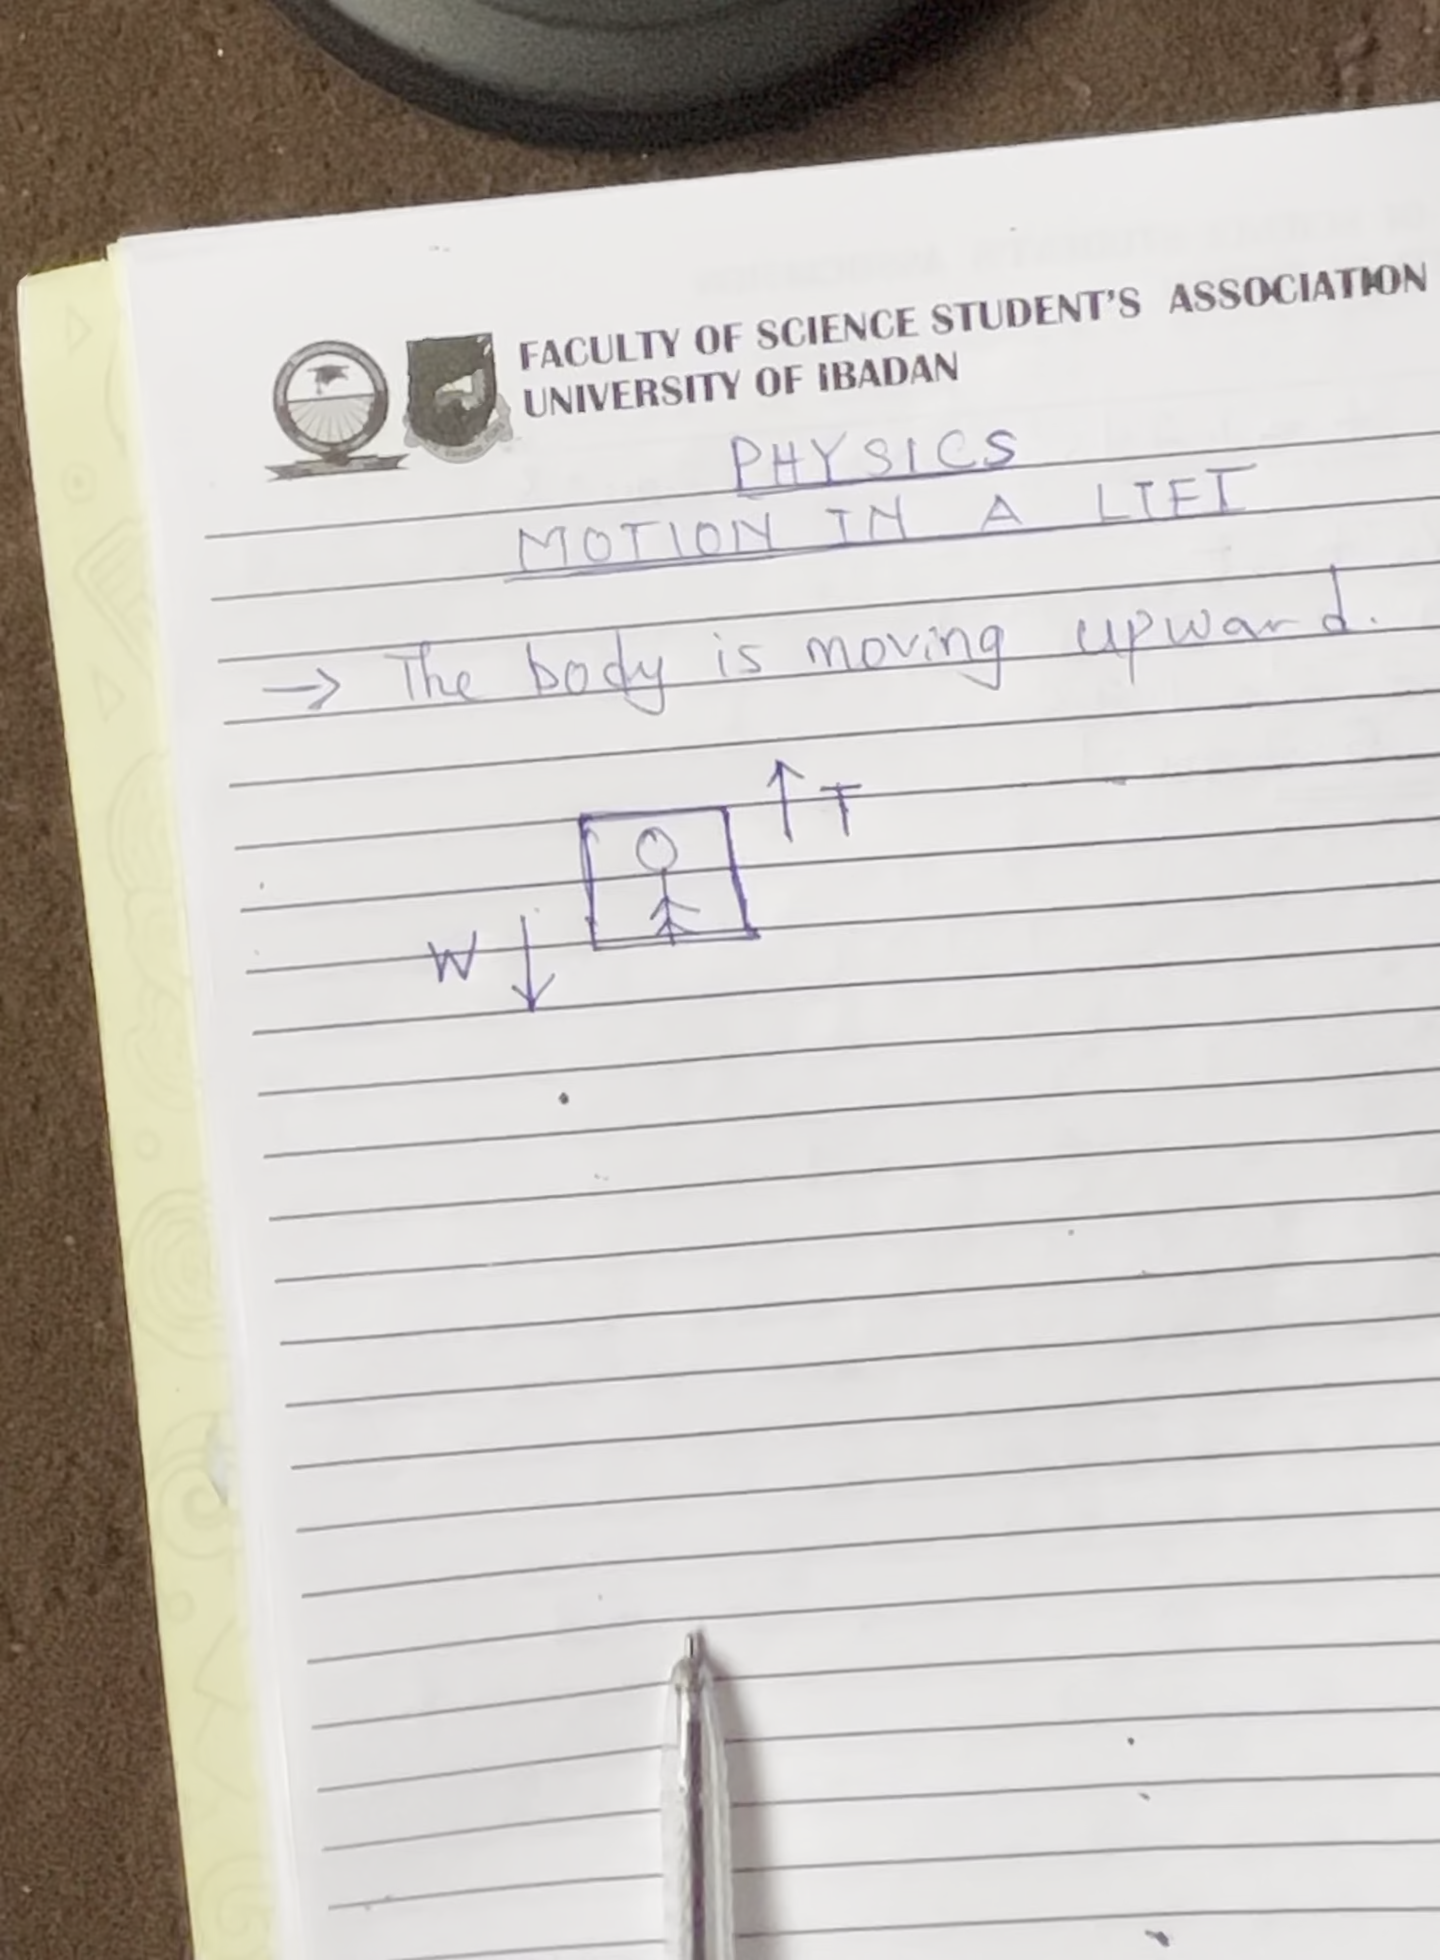 FACULTY OF SCIENCE STUDENT'S ASSOCIATION
UNIVERSITY OF IBADAN
PHYSICS
MOTION IN A LIFT
→ The body is moving upward.
↑ T
W ↓